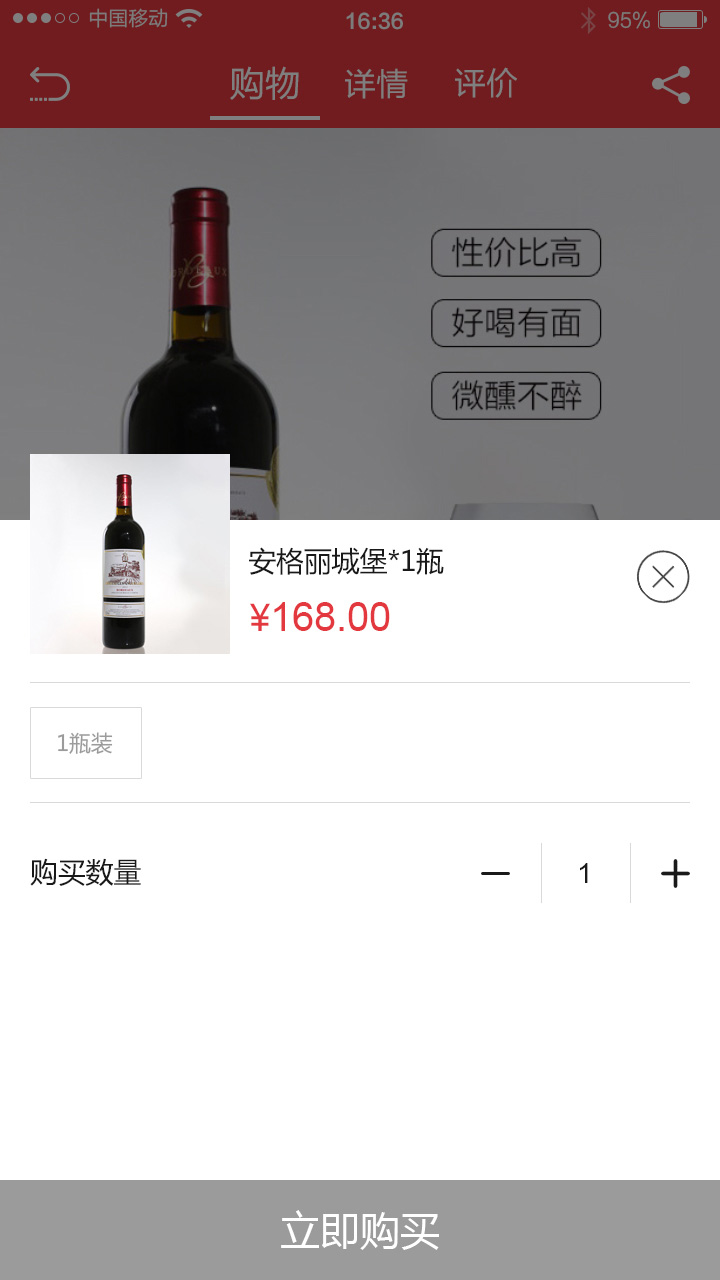 中国移动 16:36 95%
购物 详情 评价
性价比高
好喝有面
微醺不醉
BORDEAUX
安格丽城堡*1瓶
¥168.00
1瓶装
购买数量 1
立即购买